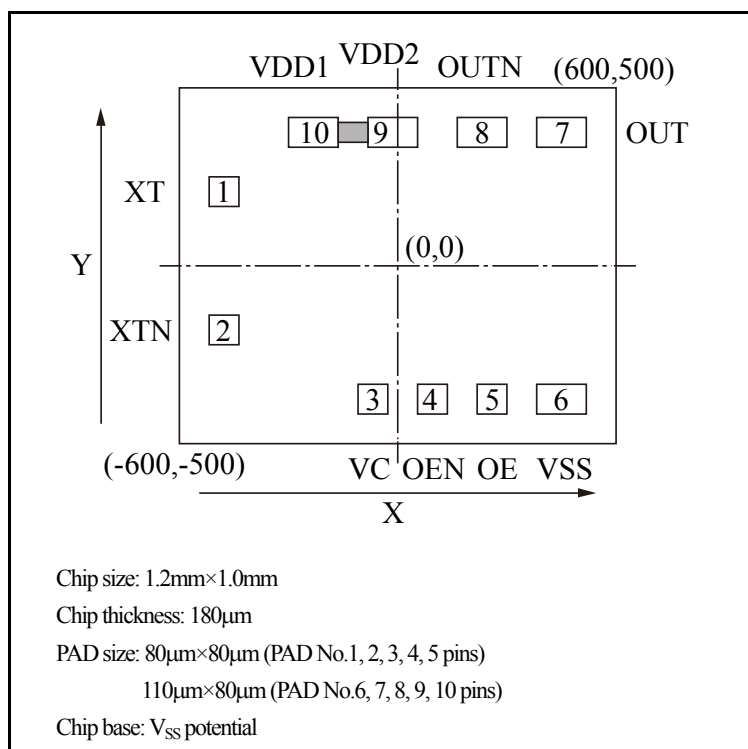 VDD1 VDD2 OUTN (600,500)
10 9 8 7 OUT
XT 1
Y (0,0)
XTN 2
3 4 5 6
(-600,-500) VC OEN OE VSS
X
Chip size: 1.2mm×1.0mm
Chip thickness: 180μm
PAD size: 80μm×80μm (PAD No.1, 2, 3, 4, 5 pins)
110μm×80μm (PAD No.6, 7, 8, 9, 10 pins)
Chip base: VSS potential